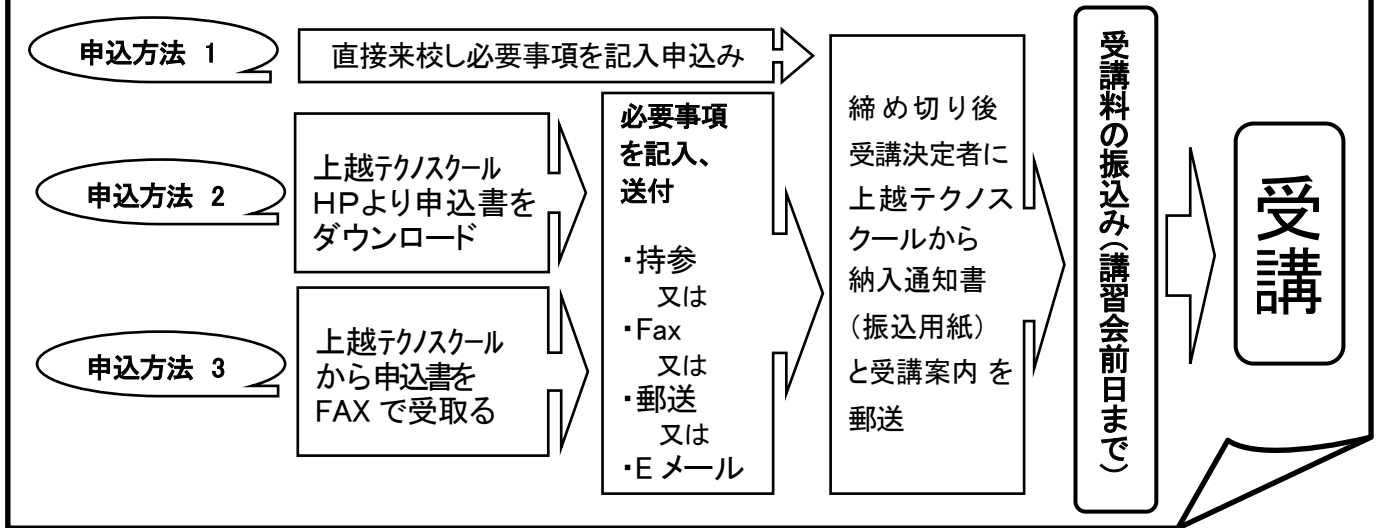 申込方法 1
直接来校し必要事項を記入申込み
申込方法 2
上越テクノスクール
HPより申込書を
ダウンロード
申込方法 3
上越テクノスクール
から申込書を
FAX で受取る
必要事項
を記入、
送付
・持参
又は
・Fax
又は
・郵送
又は
・E メール
締め切り後
受講決定者に
上越テクノス
クールから
納入通知書
（振込用紙）
と受講案内 を
郵送
受講料の振込み（講習会前日まで）
受講